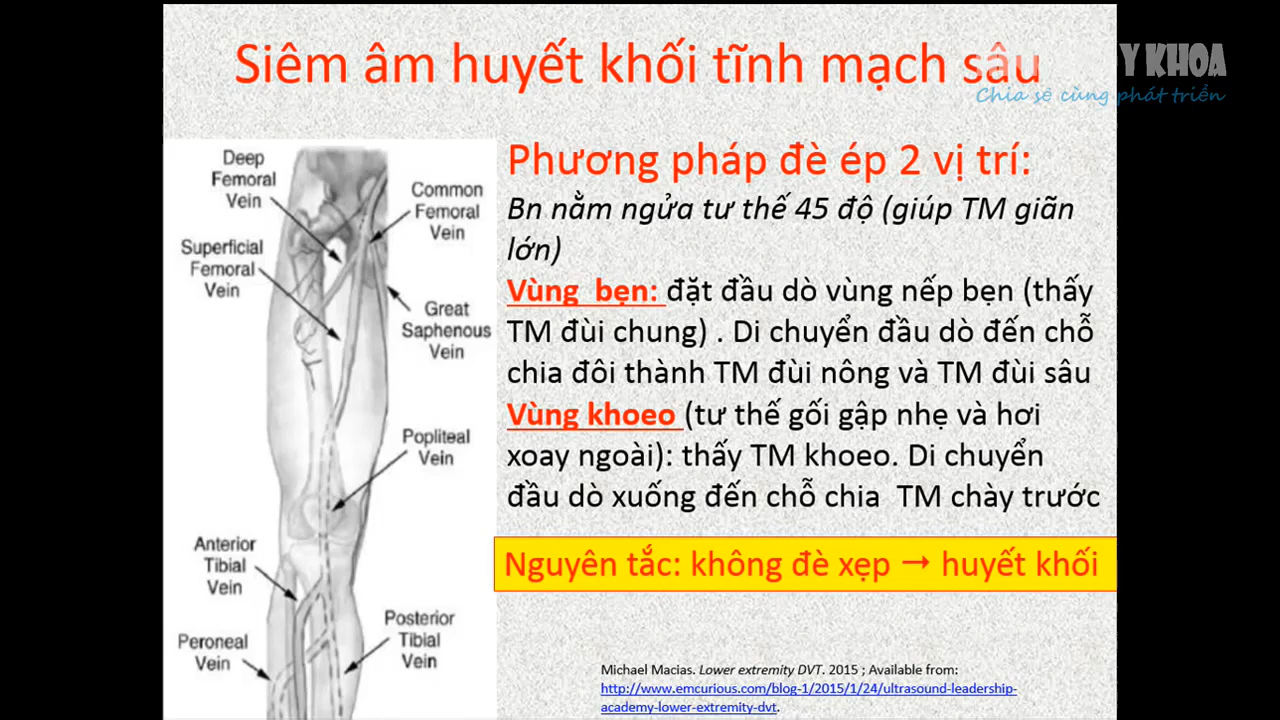 Siêm âm huyết khối tĩnh mạch sâu
Y KHOA
Chia sẻ cùng phát triển
Deep
Femoral
Vein
Common
Femoral
Vein
Superficial
Femoral
Vein
Great
Saphenous
Vein
Popliteal
Vein
Anterior
Tibial
Vein
Posterior
Tibial
Vein
Peroneal
Vein
Phương pháp đè ép 2 vị trí:
Bn nằm ngửa tư thế 45 độ (giúp TM giãn
lớn)
Vùng bẹn: đặt đầu dò vùng nếp bẹn (thấy
TM đùi chung) . Di chuyển đầu dò đến chỗ
chia đôi thành TM đùi nông và TM đùi sâu
Vùng khoeo (tư thế gối gập nhẹ và hơi
xoay ngoài): thấy TM khoeo. Di chuyển
đầu dò xuống đến chỗ chia TM chày trước
Nguyên tắc: không đè xẹp → huyết khối
Michael Macias. Lower extremity DVT. 2015 ; Available from:
http://www.emcurious.com/blog-1/2015/1/24/ultrasound-leadership-
academy-lower-extremity-dvt.